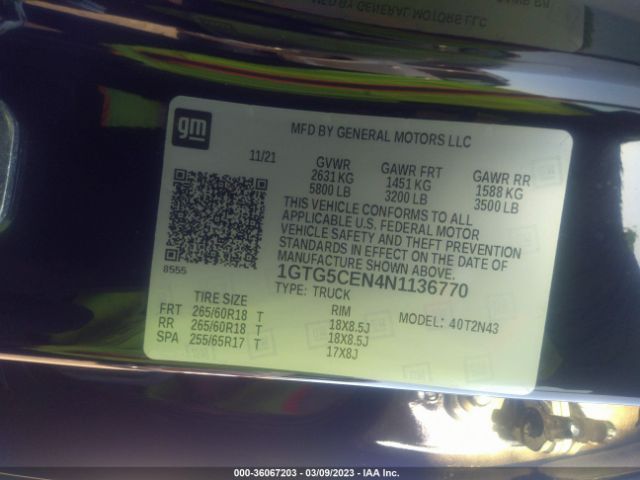 gm
MFD BY GENERAL MOTORS LLC
11/21
GVWR GAWR FRT GAWR RR
2631 KG 1451 KG 1588 KG
5800 LB 3200 LB 3500 LB
THIS VEHICLE CONFORMS TO ALL
APPLICABLE U.S. FEDERAL MOTOR
VEHICLE SAFETY AND THEFT PREVENTION
STANDARDS IN EFFECT ON THE DATE OF
MANUFACTURE SHOWN ABOVE.
8555
1GTG5CEN4N1136770
TYPE: TRUCK
TIRE SIZE RIM MODEL: 40T2N43
FRT 265/60R18 T 18X8.5J
RR 265/60R18 T 18X8.5J
SPA 255/65R17 T 17X8J
000-36067203 - 03/09/2023 - IAA Inc.